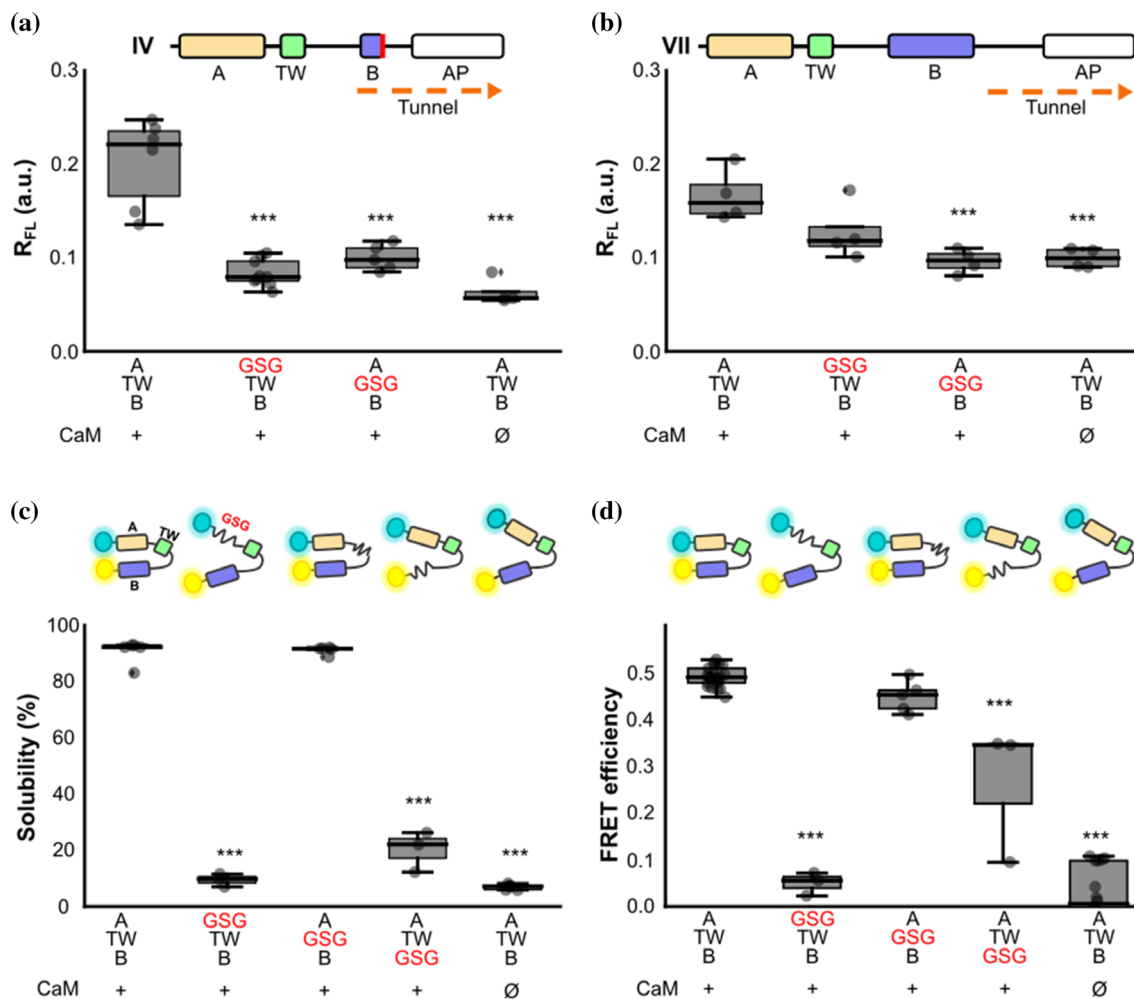 (a)
IV
A TW B AP
Tunnel
0.3
0.2
0.1
0.0
R_FL (a.u.)
*** *** ***
A GSG A A
TW TW GSG TW
B B B B
CaM + + + Ø
(b)
VII
A TW B AP
Tunnel
0.3
0.2
0.1
0.0
R_FL (a.u.)
*** ***
A GSG A A
TW TW GSG TW
B B B B
CaM + + + Ø
(c)
A TW GSG
B
100
80
60
40
20
0
Solubility (%)
*** *** ***
A GSG A A A
TW TW GSG TW TW
B B B GSG B
CaM + + + + Ø
(d)
0.5
0.4
0.3
0.2
0.1
0.0
FRET efficiency
*** *** ***
A GSG A A A
TW TW GSG TW TW
B B B GSG B
CaM + + + + Ø